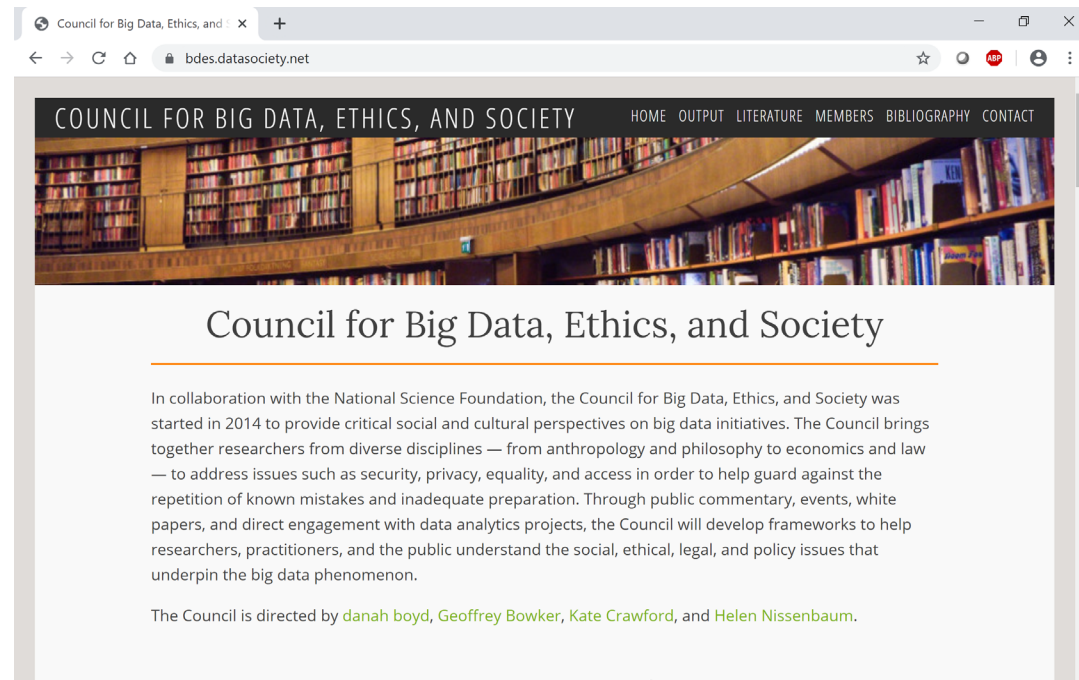 Council for Big Data, Ethics, and S
bdes.datasociety.net
ABP
COUNCIL FOR BIG DATA, ETHICS, AND SOCIETY
HOME OUTPUT LITERATURE MEMBERS BIBLIOGRAPHY CONTACT
KEN
Council for Big Data, Ethics, and Society
In collaboration with the National Science Foundation, the Council for Big Data, Ethics, and Society was
started in 2014 to provide critical social and cultural perspectives on big data initiatives. The Council brings
together researchers from diverse disciplines — from anthropology and philosophy to economics and law
— to address issues such as security, privacy, equality, and access in order to help guard against the
repetition of known mistakes and inadequate preparation. Through public commentary, events, white
papers, and direct engagement with data analytics projects, the Council will develop frameworks to help
researchers, practitioners, and the public understand the social, ethical, legal, and policy issues that
underpin the big data phenomenon.
The Council is directed by danah boyd, Geoffrey Bowker, Kate Crawford, and Helen Nissenbaum.